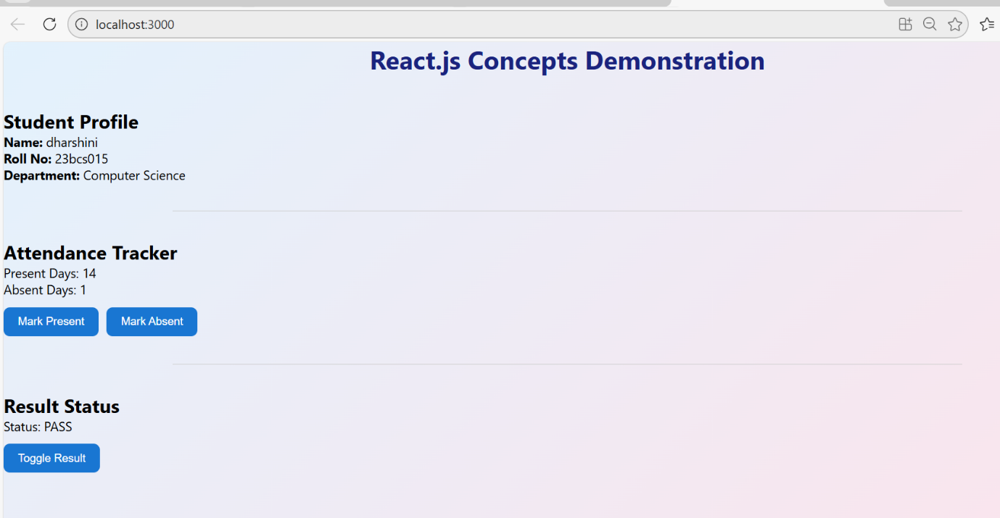 localhost:3000
React.js Concepts Demonstration
Student Profile
Name: dharshini
Roll No: 23bcs015
Department: Computer Science
Attendance Tracker
Present Days: 14
Absent Days: 1
Mark Present Mark Absent
Result Status
Status: PASS
Toggle Result